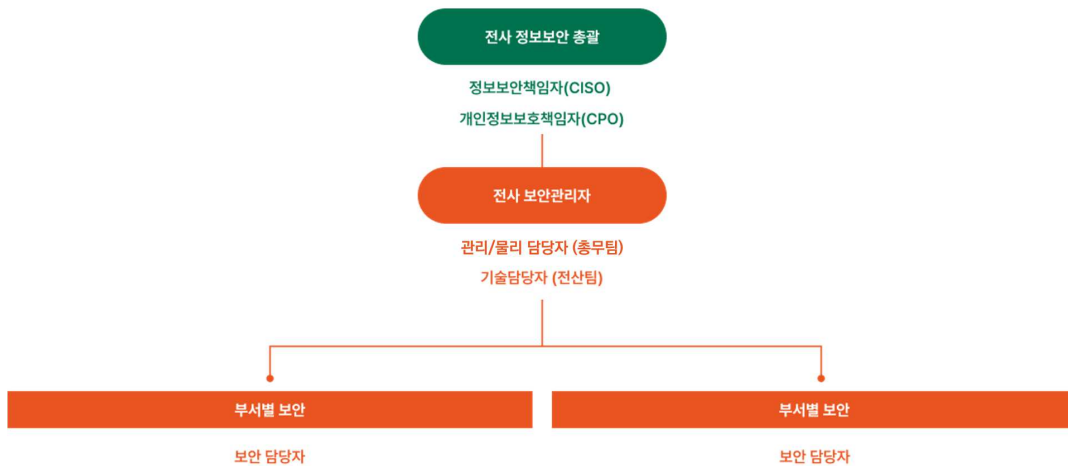 전사 정보보안 총괄
정보보안책임자(CISO)
개인정보보호책임자(CPO)
전사 보안관리자
관리/물리 담당자 (총무팀)
기술담당자 (전산팀)
부서별 보안
부서별 보안
보안 담당자
보안 담당자